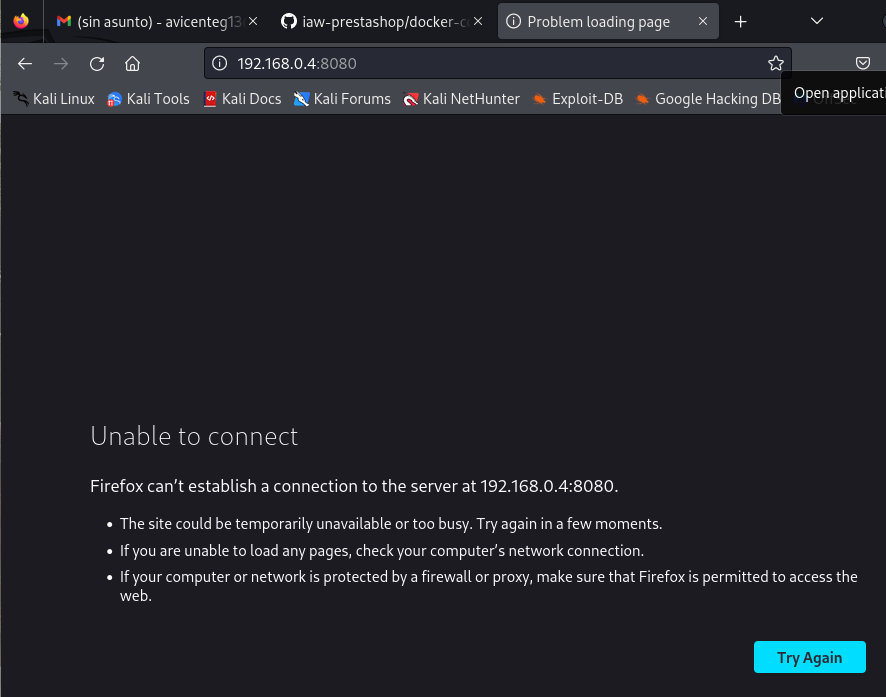 (sin asunto) - avicenteg13
iaw-prestashop/docker-c
Problem loading page
192.168.0.4:8080
Kali Linux
Kali Tools
Kali Docs
Kali Forums
Kali NetHunter
Exploit-DB
Google Hacking DB
Open applicati
Unable to connect
Firefox can’t establish a connection to the server at 192.168.0.4:8080.
• The site could be temporarily unavailable or too busy. Try again in a few moments.
• If you are unable to load any pages, check your computer’s network connection.
• If your computer or network is protected by a firewall or proxy, make sure that Firefox is permitted to access the
web.
Try Again